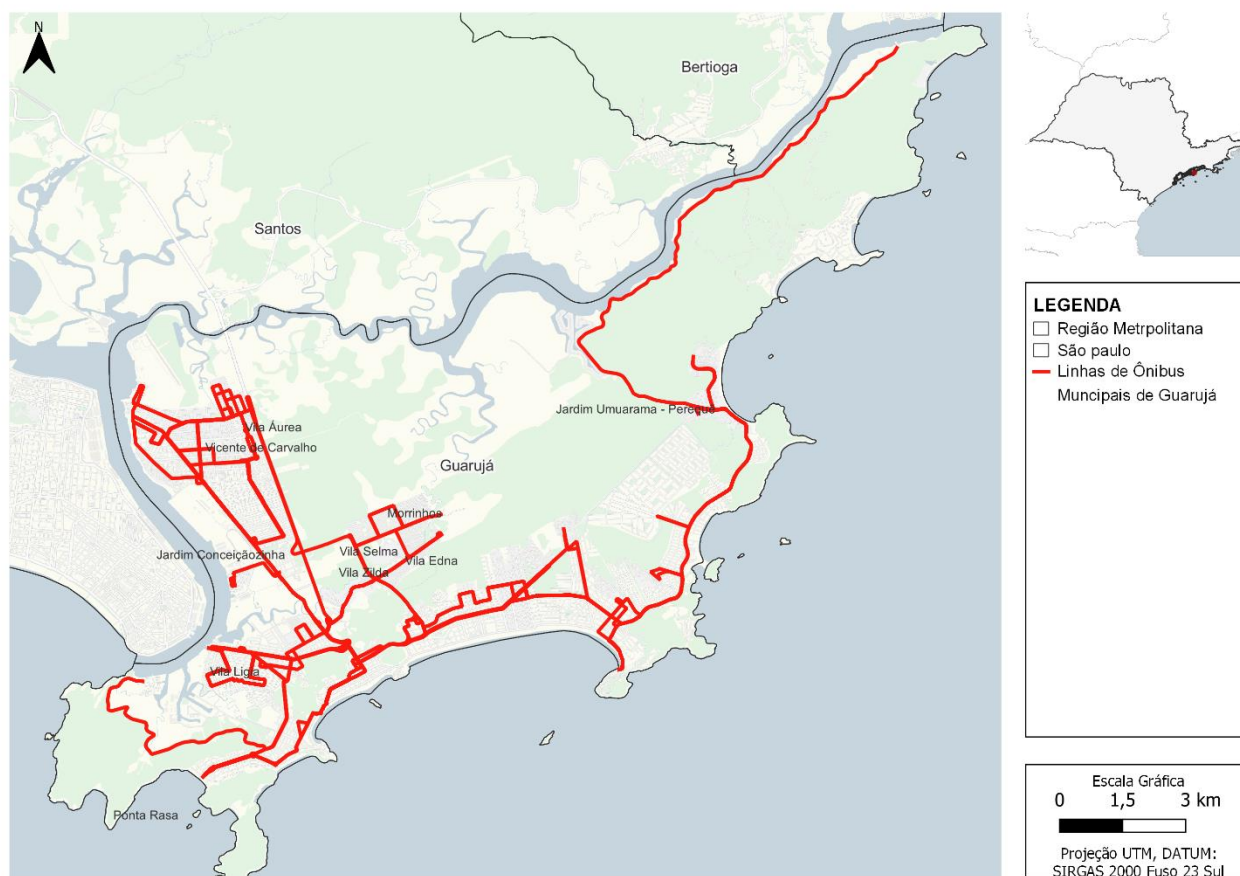 N
Bertioga
Santos
Jardim Umuarama - Perequê
Vila Áurea
Vicente de Carvalho
Guarujá
Morrinhos
Jardim Conceiçãozinha
Vila Selma
Vila Edna
Vila Zilda
Vila Ligia
Ponta Rasa
LEGENDA
Região Metrpolitana
São paulo
Linhas de Ônibus
Muncipais de Guarujá
Escala Gráfica
0 1,5 3 km
Projeção UTM, DATUM:
SIRGAS 2000 Fuso 23 Sul